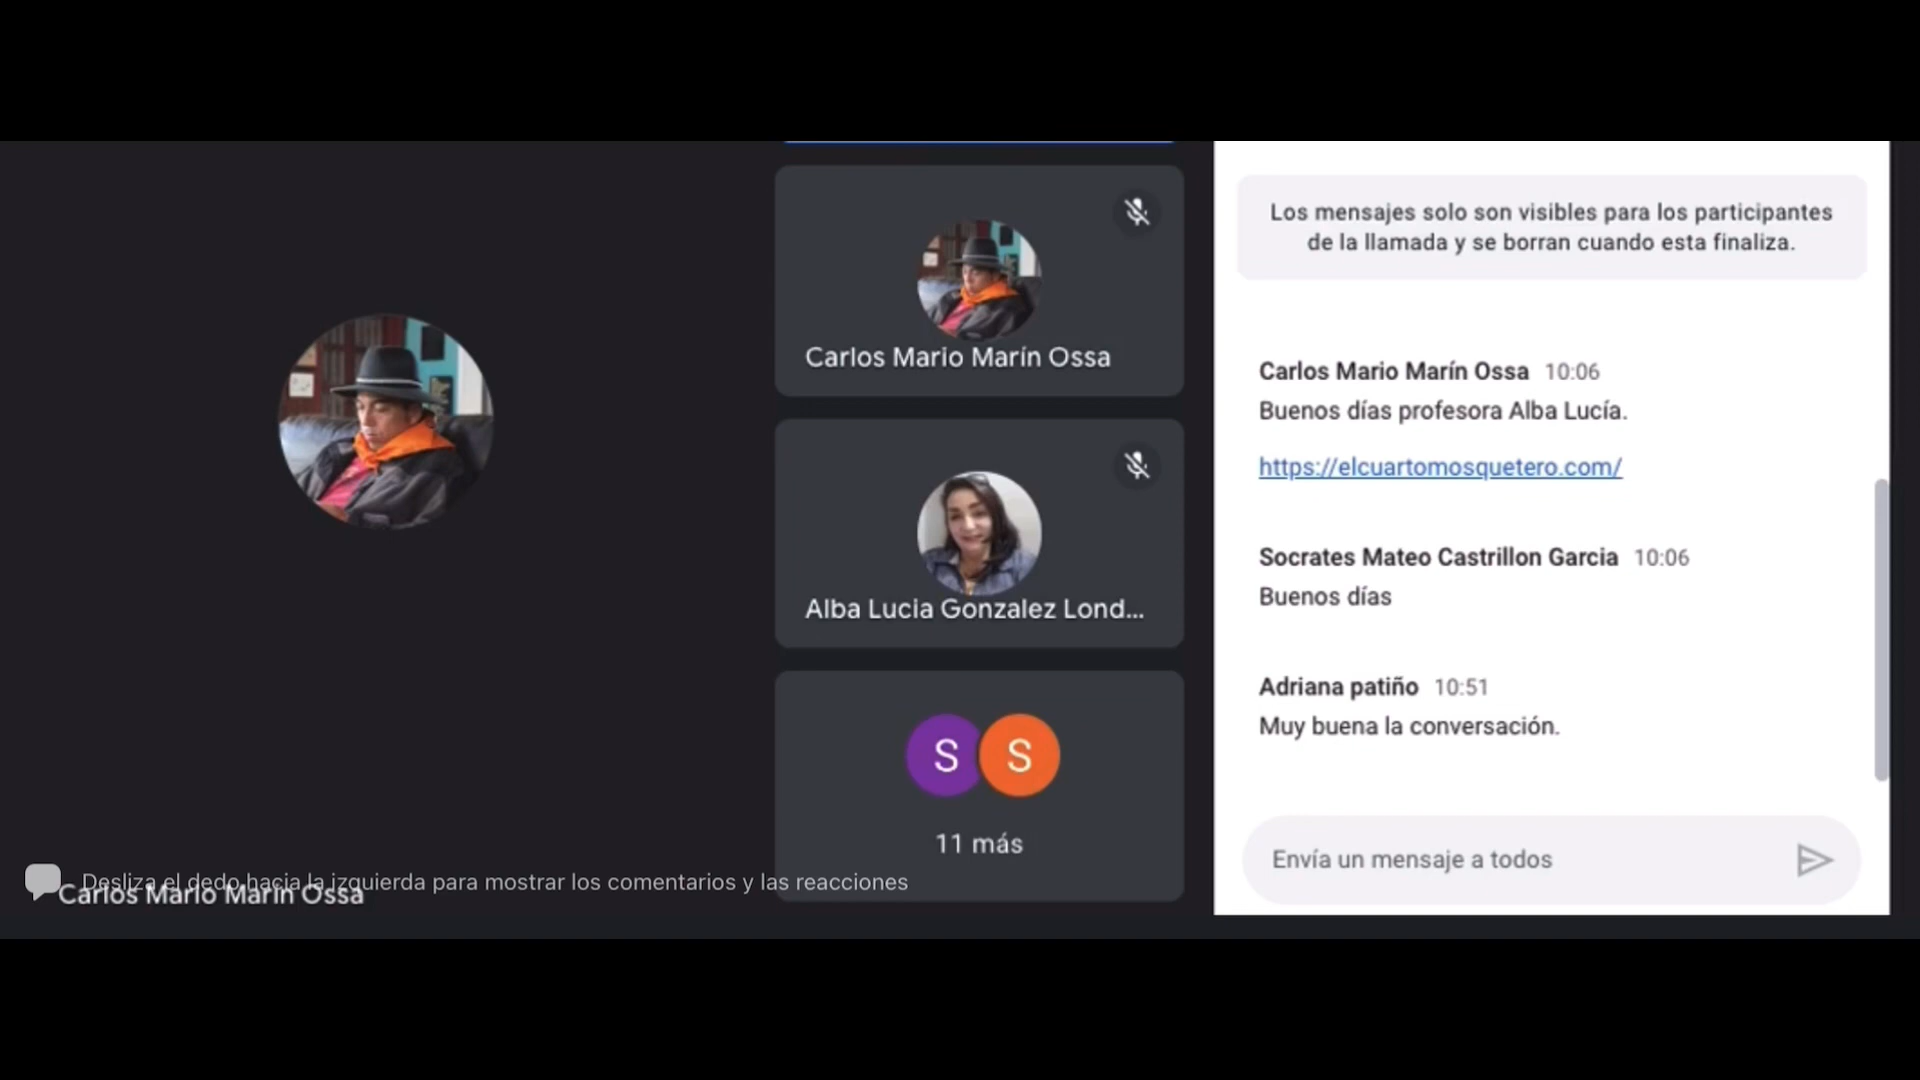 Carlos Mario Marín Ossa
Alba Lucia Gonzalez Lond...
S
S
11 más
Desliza el dedo hacia la izquierda para mostrar los comentarios y las reacciones
Carlos Mario Marín Ossa
Los mensajes solo son visibles para los participantes
de la llamada y se borran cuando esta finaliza.
Carlos Mario Marín Ossa 10:06
Buenos días profesora Alba Lucía.
https://elcuartomosquetero.com/
Socrates Mateo Castrillon Garcia 10:06
Buenos días
Adriana patiño 10:51
Muy buena la conversación.
Envía un mensaje a todos